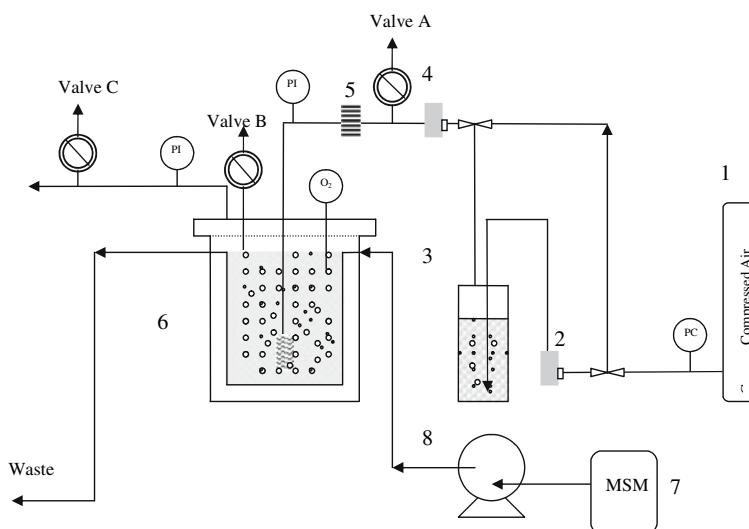 Valve A
Valve C
PI
5
4
Valve B
PI
O₂
1
3
Compressed Air
6
2
PC
8
Waste
MSM
7